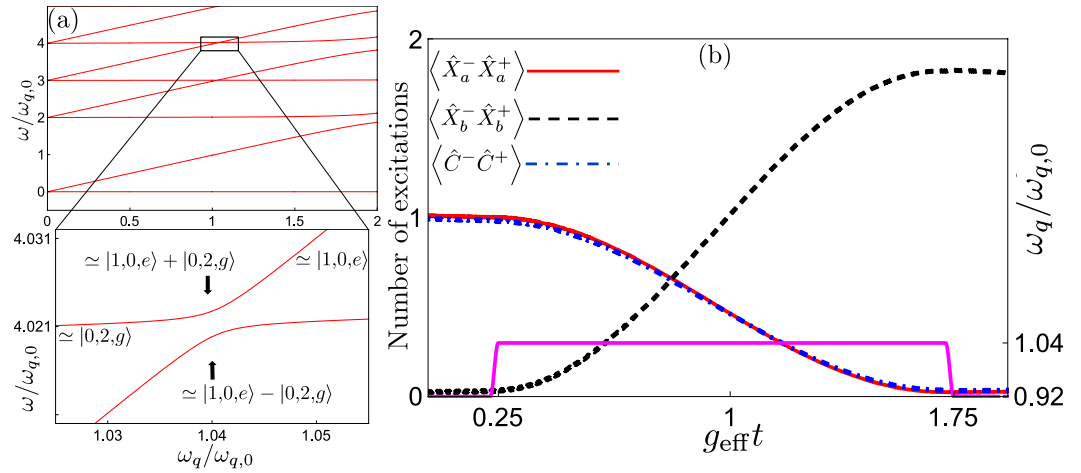 (a)
ω/ω_{q,0}
4
3
2
1
0
0 0.5 1 1.5 2
4.031
4.021
ω/ω_{q,0}
≃|1,0,e⟩+|0,2,g⟩
≃|1,0,e⟩
≃|0,2,g⟩
≃|1,0,e⟩−|0,2,g⟩
1.03 1.04 1.05
ω_q/ω_{q,0}
(b)
Number of excitations
2
1
0
⟨X̂_a^− X̂_a^+⟩
⟨X̂_b^− X̂_b^+⟩
⟨Ĉ^− Ĉ^+⟩
0.25 1 1.75
g_eff t
1.04
0.92
ω_q/ω_{q,0}